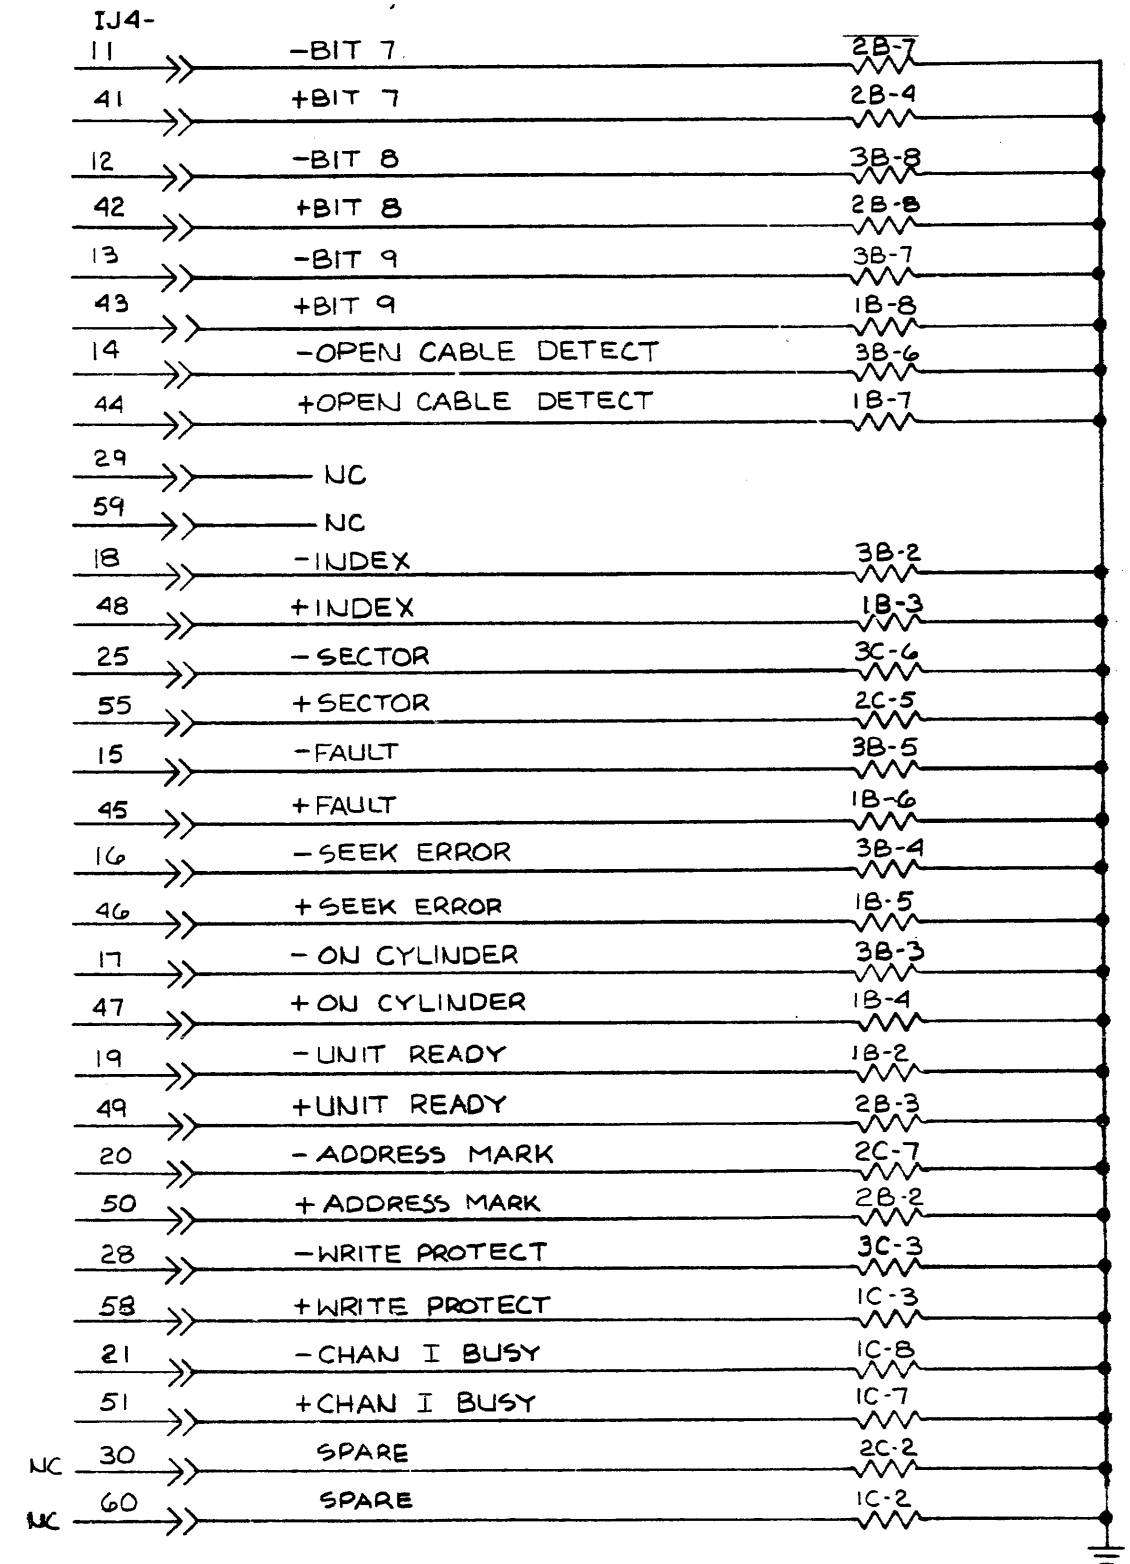 IJ4-
11 -BIT 7 2B-7
41 +BIT 7 2B-4
12 -BIT 8 3B-8
42 +BIT 8 2B-8
13 -BIT 9 3B-7
43 +BIT 9 1B-8
14 -OPEN CABLE DETECT 3B-6
44 +OPEN CABLE DETECT 1B-7
29 NC
59 NC
18 -INDEX 3B-2
48 +INDEX 1B-3
25 -SECTOR 3C-6
55 +SECTOR 2C-5
15 -FAULT 3B-5
45 +FAULT 1B-6
16 -SEEK ERROR 3B-4
46 +SEEK ERROR 1B-5
17 -ON CYLINDER 3B-3
47 +ON CYLINDER 1B-4
19 -UNIT READY 1B-2
49 +UNIT READY 2B-3
20 -ADDRESS MARK 2C-7
50 +ADDRESS MARK 2B-2
28 -WRITE PROTECT 3C-3
58 +WRITE PROTECT 1C-3
21 -CHAN I BUSY 1C-8
51 +CHAN I BUSY 1C-7
NC 30 SPARE 2C-2
NC 60 SPARE 1C-2